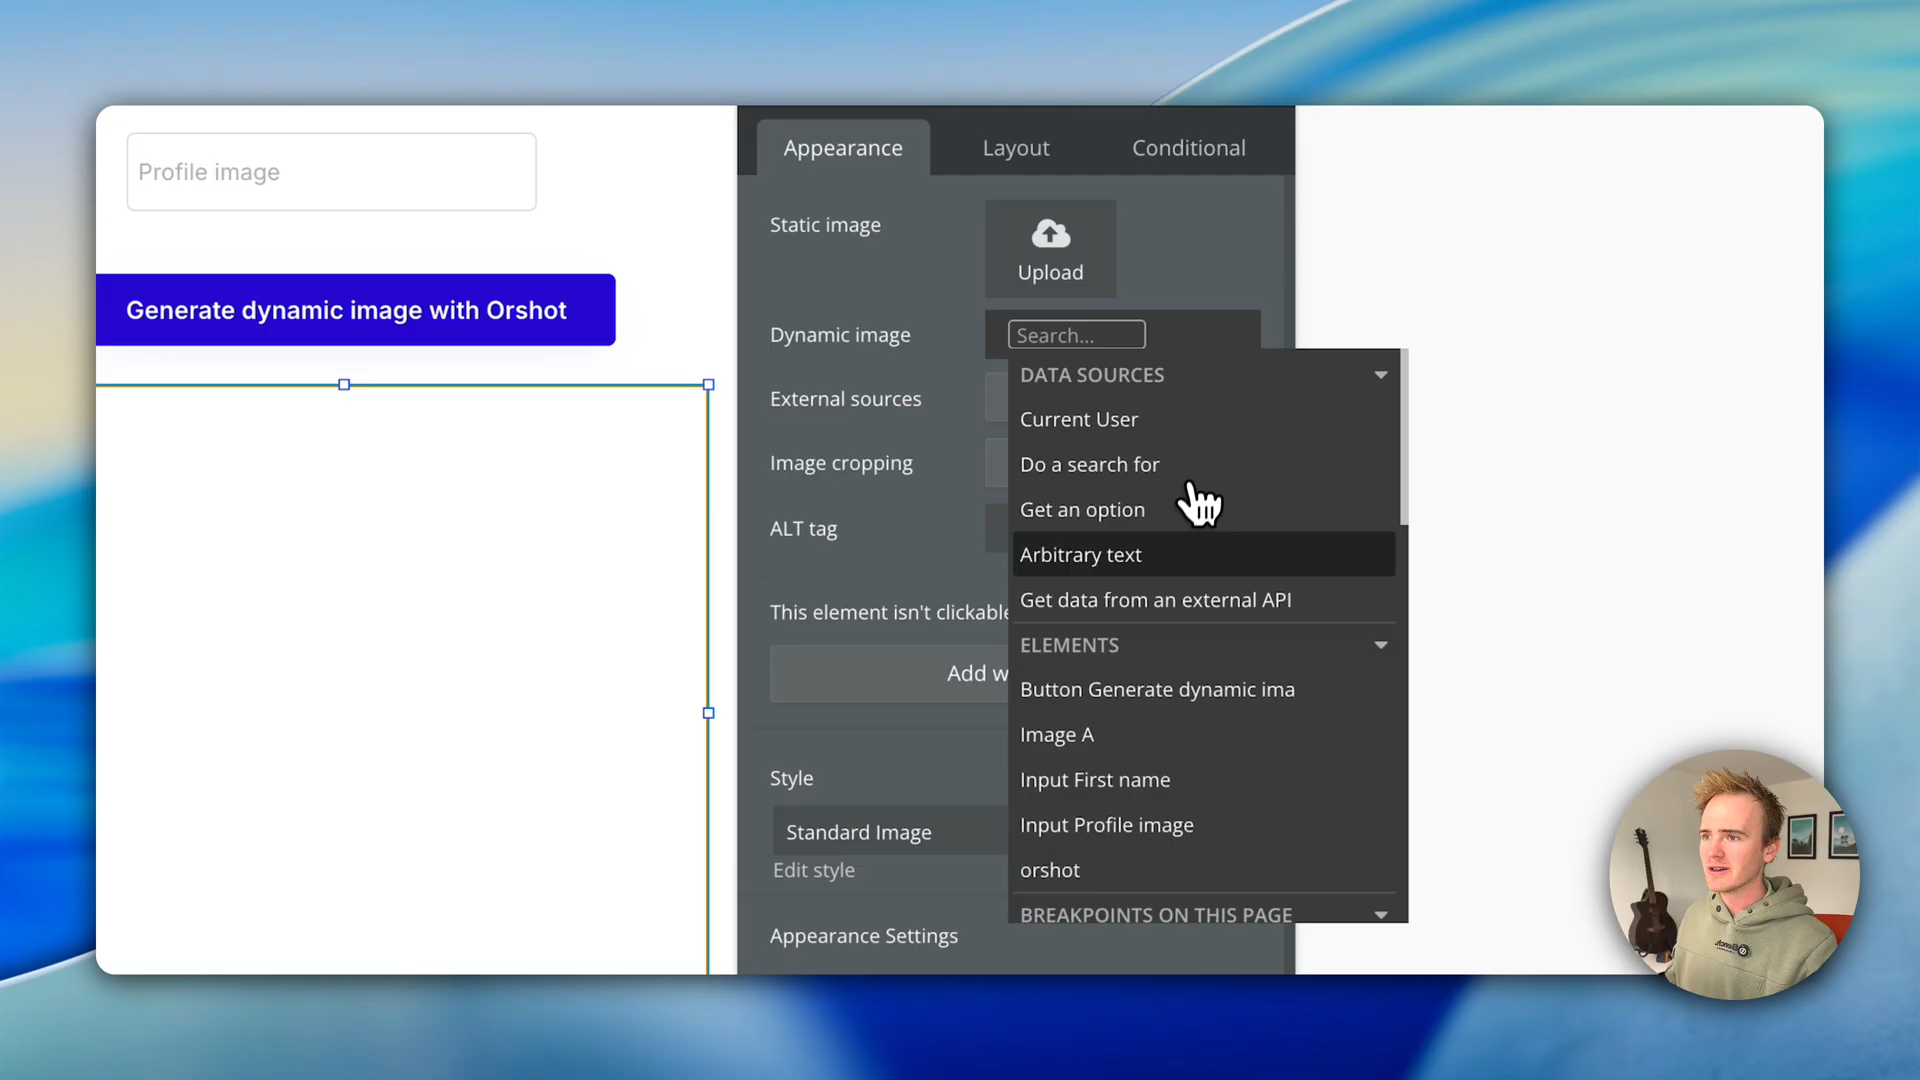 Profile image
Generate dynamic image with Orshot
Appearance
Layout
Conditional
Static image
Upload
Dynamic image
Search...
External sources
Image cropping
ALT tag
This element isn't clickable
Add w
Style
Standard Image
Edit style
Appearance Settings
DATA SOURCES
Current User
Do a search for
Get an option
Arbitrary text
Get data from an external API
ELEMENTS
Button Generate dynamic ima
Image A
Input First name
Input Profile image
orshot
BREAKPOINTS ON THIS PAGE